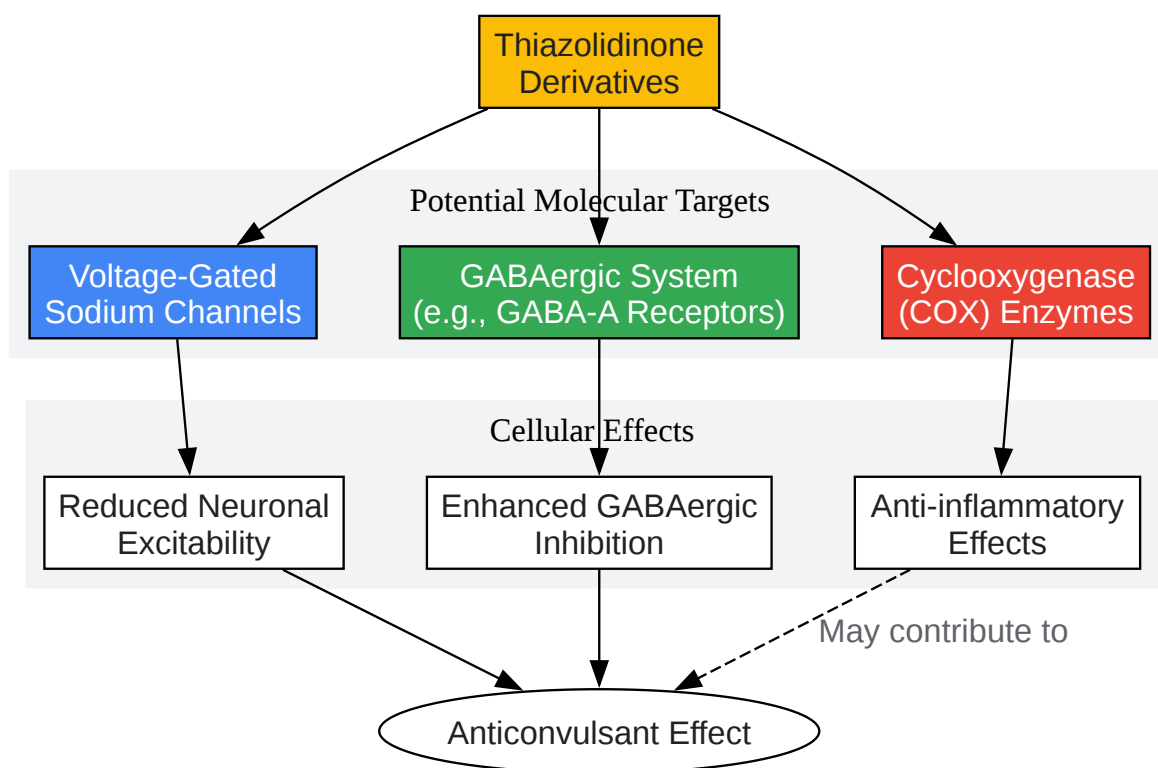 Thiazolidinone
Derivatives
Potential Molecular Targets
Voltage-Gated
Sodium Channels
GABAergic System
(e.g., GABA-A Receptors)
Cyclooxygenase
(COX) Enzymes
Cellular Effects
Reduced Neuronal
Excitability
Enhanced GABAergic
Inhibition
Anti-inflammatory
Effects
May contribute to
Anticonvulsant Effect